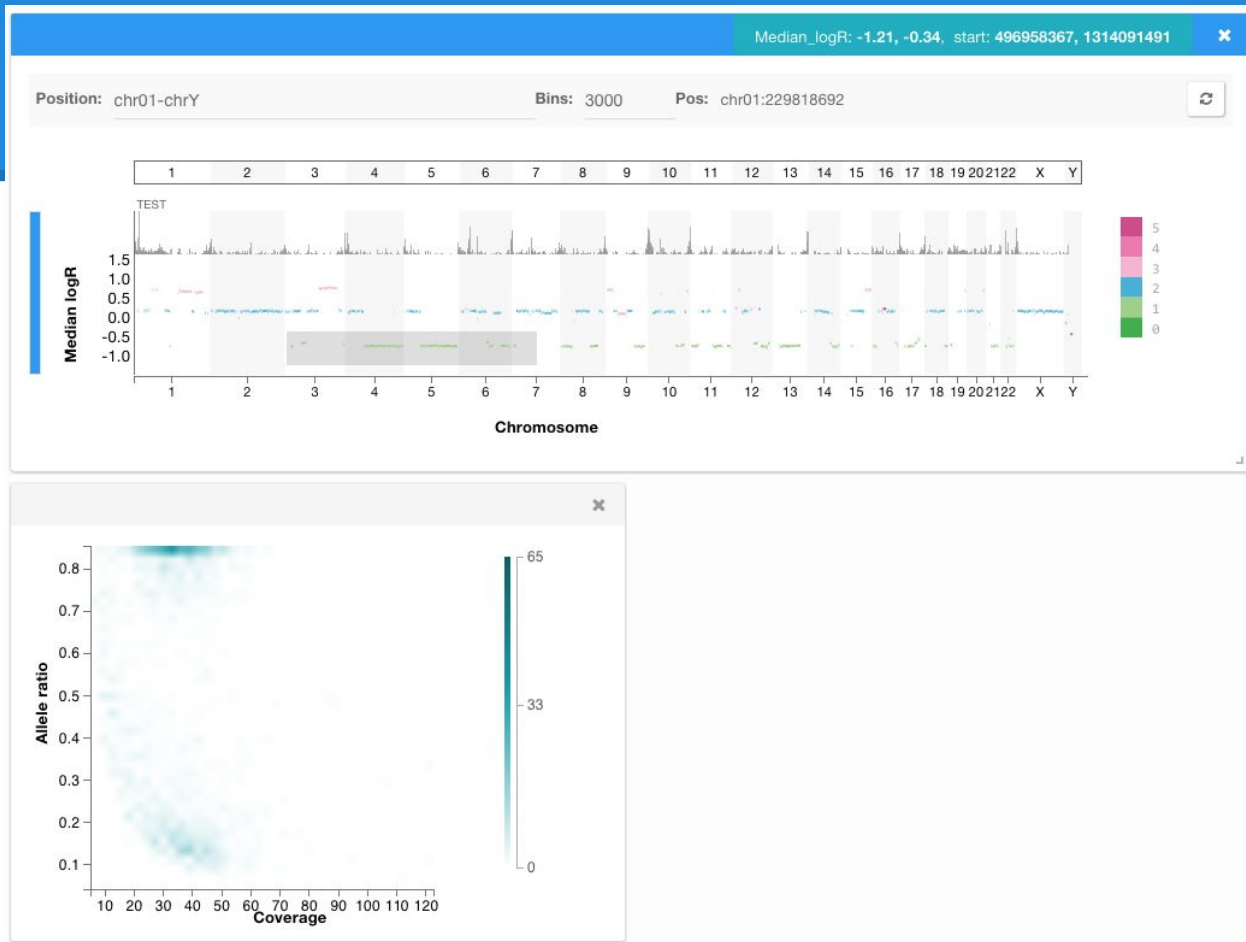 Median_logR: -1.21, -0.34, start: 496958367, 1314091491 ✖
Position: chr01-chrY Bins: 3000 Pos: chr01:229818692
1 2 3 4 5 6 7 8 9 10 11 12 13 14 15 16 17 18 19 20 21 22 X Y
TEST
1.5
1.0
0.5
0.0
-0.5
-1.0
Median logR
5
4
3
2
1
0
1 2 3 4 5 6 7 8 9 10 11 12 13 14 15 16 17 18 19 20 21 22 X Y
Chromosome
✖
0.8
0.7
0.6
0.5
0.4
0.3
0.2
0.1
Allele ratio
65
33
0
10 20 30 40 50 60 70 80 90 100 110 120
Coverage